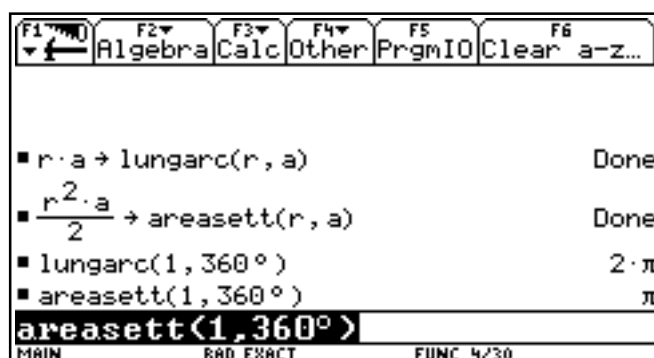 F1 F2 Algebra F3 Calc F4 Other F5 PrgmIO F6 Clear a-z…
r·a → lungarc(r, a) Done
r²·a/2 → areasett(r, a) Done
lungarc(1, 360°) 2·π
areasett(1, 360°) π
areasett(1,360°)
MAIN RAD EXACT FUNC 4/30